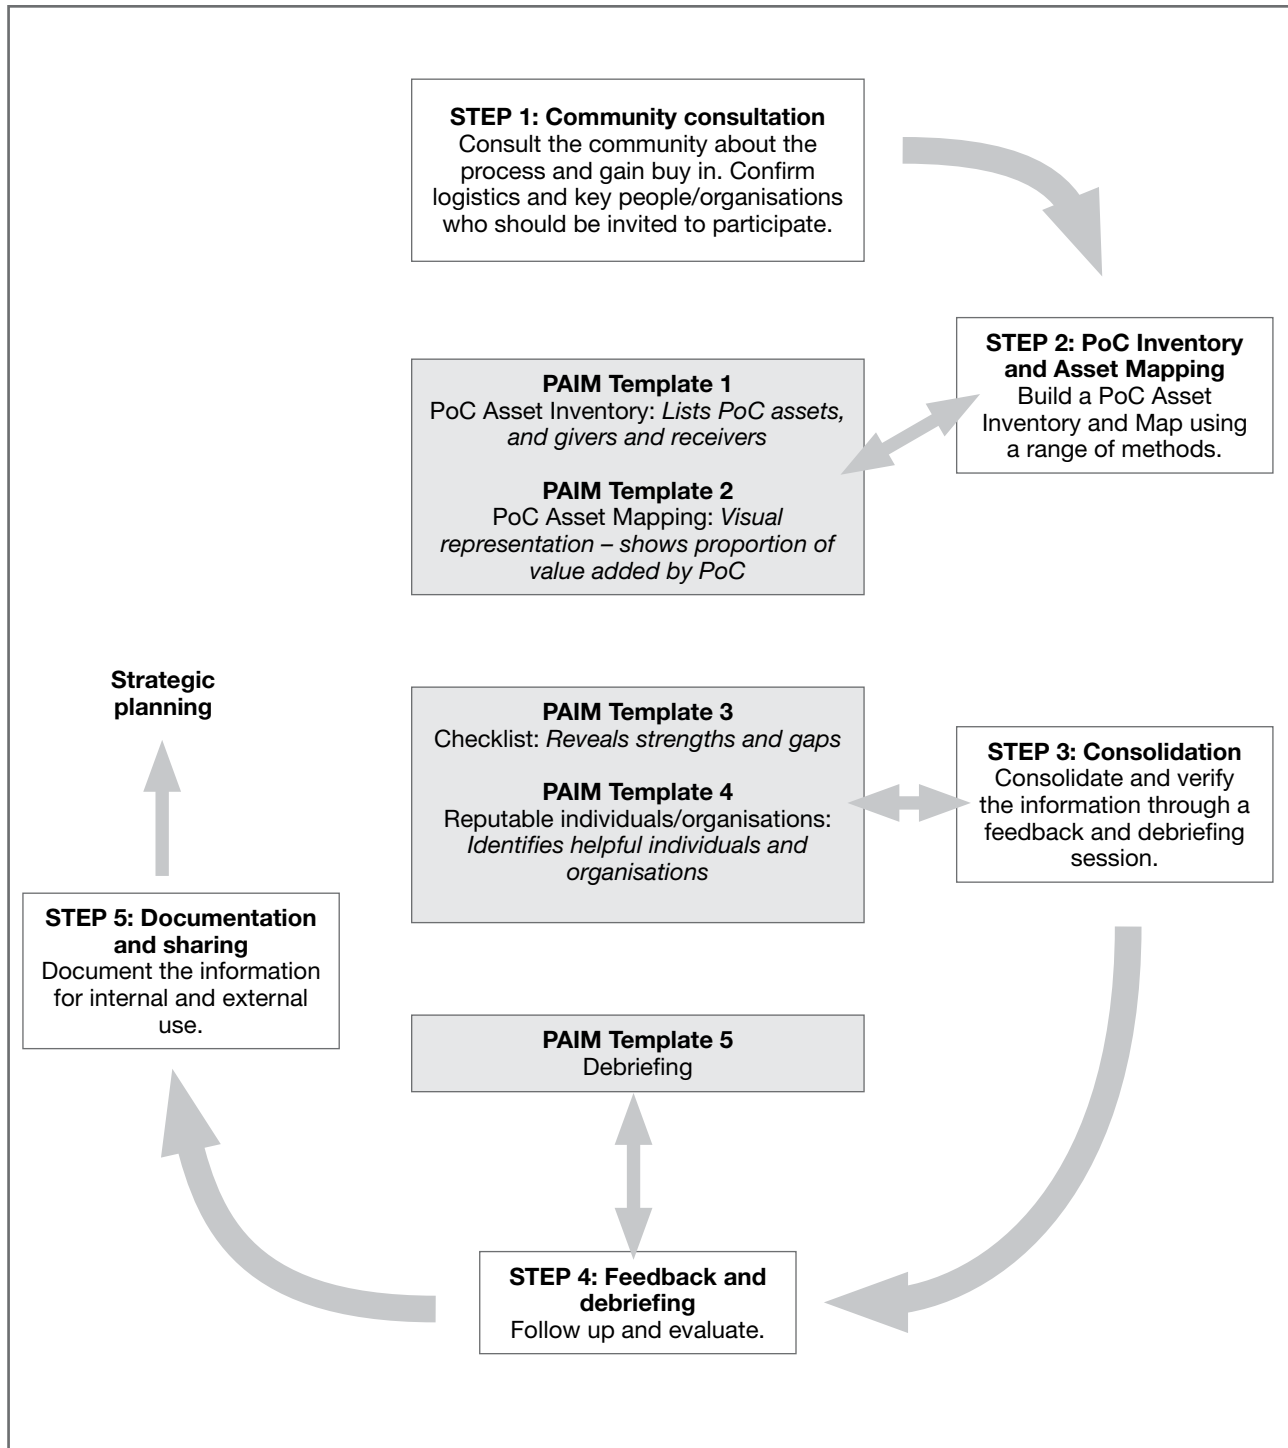 STEP 1: Community consultation
Consult the community about the
process and gain buy in. Confirm
logistics and key people/organisations
who should be invited to participate.
STEP 2: PoC Inventory
and Asset Mapping
Build a PoC Asset
Inventory and Map using
a range of methods.
PAIM Template 1
PoC Asset Inventory: Lists PoC assets,
and givers and receivers
PAIM Template 2
PoC Asset Mapping: Visual
representation – shows proportion of
value added by PoC
PAIM Template 3
Checklist: Reveals strengths and gaps
PAIM Template 4
Reputable individuals/organisations:
Identifies helpful individuals and
organisations
STEP 3: Consolidation
Consolidate and verify
the information through a
feedback and debriefing
session.
PAIM Template 5
Debriefing
STEP 4: Feedback and
debriefing
Follow up and evaluate.
STEP 5: Documentation
and sharing
Document the information
for internal and external
use.
Strategic
planning